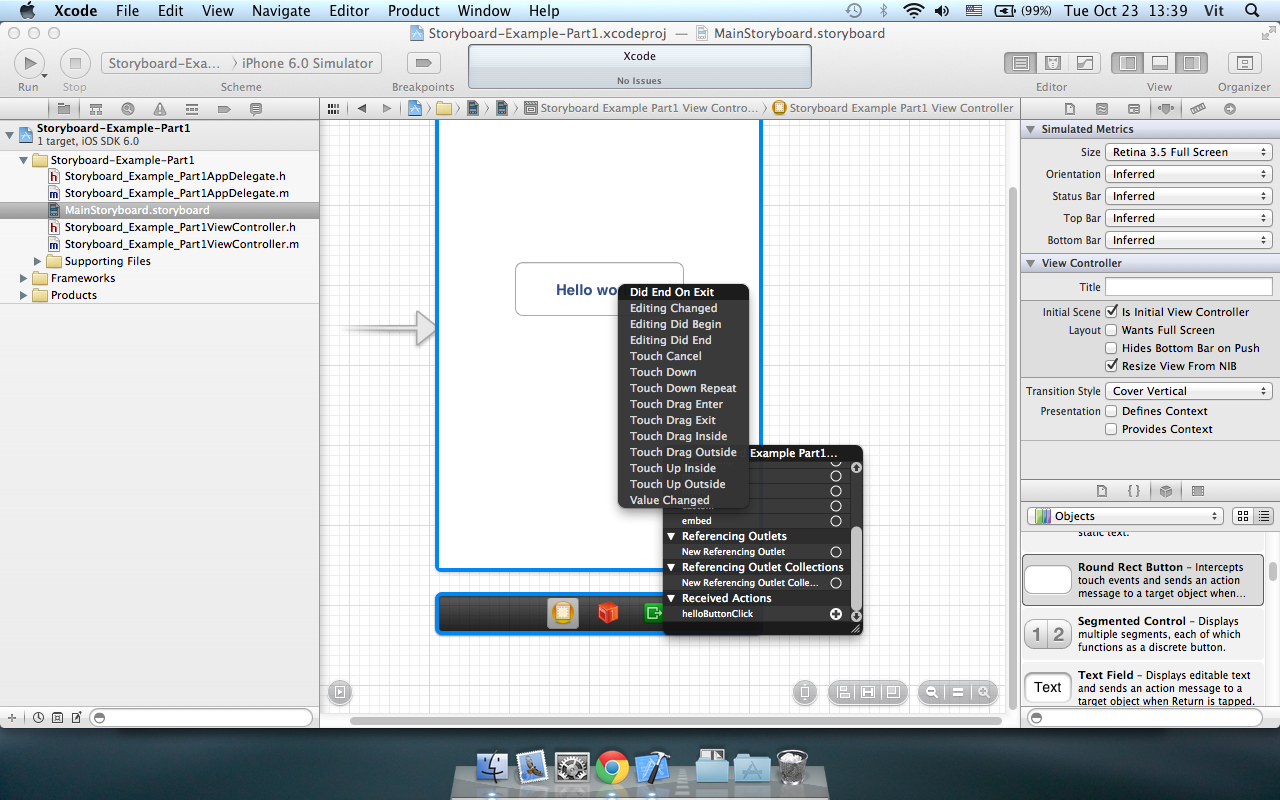 Xcode File Edit View Navigate Editor Product Window Help (99%) Tue Oct 23 13:39 Vit
Storyboard-Example-Part1.xcodeproj — MainStoryboard.storyboard
Run Stop
Storyboard-Exa... iPhone 6.0 Simulator
Scheme
Breakpoints
Xcode
No Issues
Editor View Organizer
Storyboard-Example-Part1
1 target, iOS SDK 6.0
Storyboard-Example-Part1
Storyboard_Example_Part1AppDelegate.h
Storyboard_Example_Part1AppDelegate.m
MainStoryboard.storyboard
Storyboard_Example_Part1ViewController.h
Storyboard_Example_Part1ViewController.m
Supporting Files
Frameworks
Products
Storyboard Example Part1 View Contro... Storyboard Example Part1 View Controller
Hello wo
Did End On Exit
Editing Changed
Editing Did Begin
Editing Did End
Touch Cancel
Touch Down
Touch Down Repeat
Touch Drag Enter
Touch Drag Exit
Touch Drag Inside
Touch Drag Outside
Touch Up Inside
Touch Up Outside
Value Changed
Example Part1...
embed
Referencing Outlets
New Referencing Outlet
Referencing Outlet Collections
New Referencing Outlet Colle...
Received Actions
helloButtonClick
Simulated Metrics
Size Retina 3.5 Full Screen
Orientation Inferred
Status Bar Inferred
Top Bar Inferred
Bottom Bar Inferred
View Controller
Title
Initial Scene Is Initial View Controller
Layout Wants Full Screen
Hides Bottom Bar on Push
Resize View From NIB
Transition Style Cover Vertical
Presentation Defines Context
Provides Context
{ }
Objects
static text.
Round Rect Button – Intercepts
touch events and sends an action
message to a target object when...
1 2
Segmented Control – Displays
multiple segments, each of which
functions as a discrete button.
Text
Text Field – Displays editable text
and sends an action message to a
target object when Return is tapped.